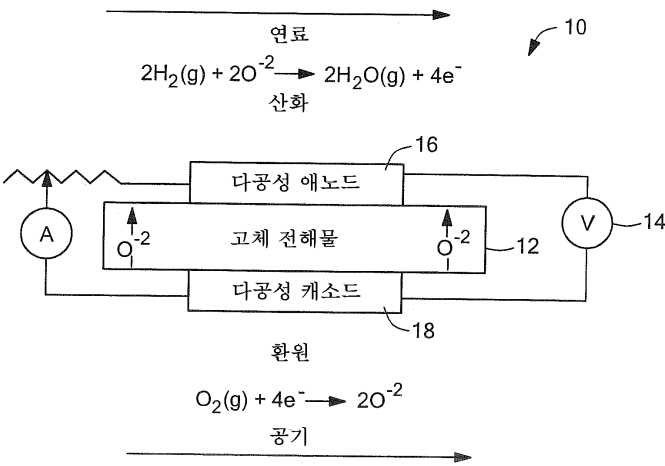 연료
10
2H₂(g) + 2O⁻² → 2H₂O(g) + 4e⁻
산화
16
다공성 애노드
A
O⁻²
고체 전해물
O⁻²
12
V
14
다공성 캐소드
18
환원
O₂(g) + 4e⁻ → 2O⁻²
공기